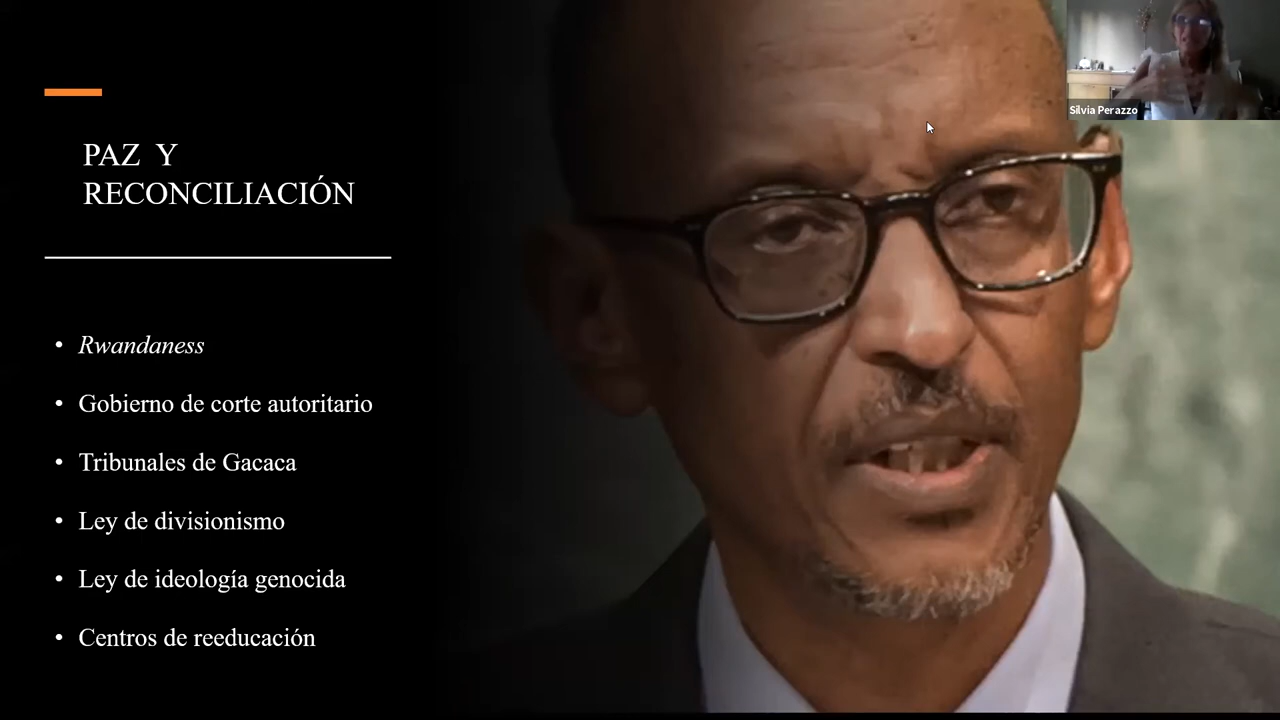 Silvia Perazzo
PAZ Y
RECONCILIACIÓN
• Rwandaness
• Gobierno de corte autoritario
• Tribunales de Gacaca
• Ley de divisionismo
• Ley de ideología genocida
• Centros de reeducación